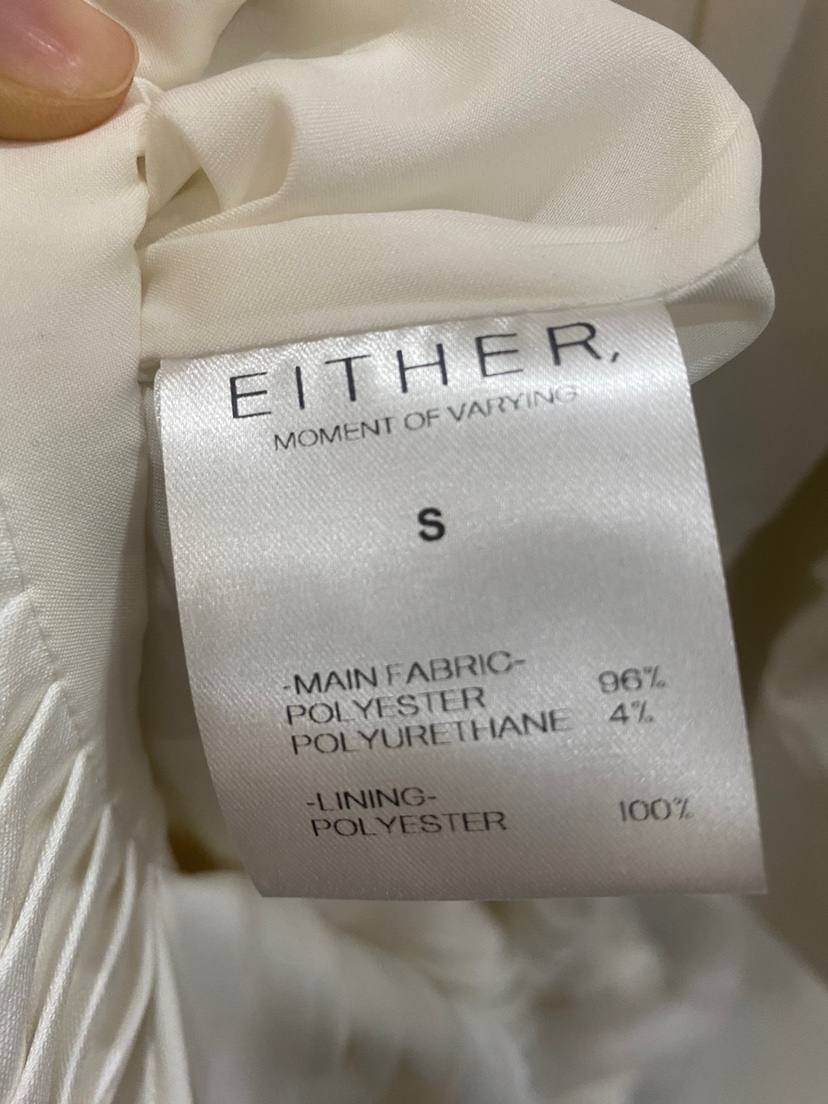 EITHER,
MOMENT OF VARYING
S
-MAIN FABRIC-
POLYESTER 96%
POLYURETHANE 4%
-LINING-
POLYESTER 100%